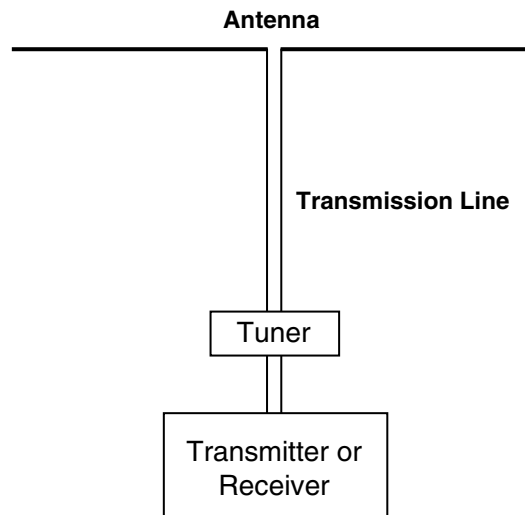 Antenna
Transmission Line
Tuner
Transmitter or
Receiver